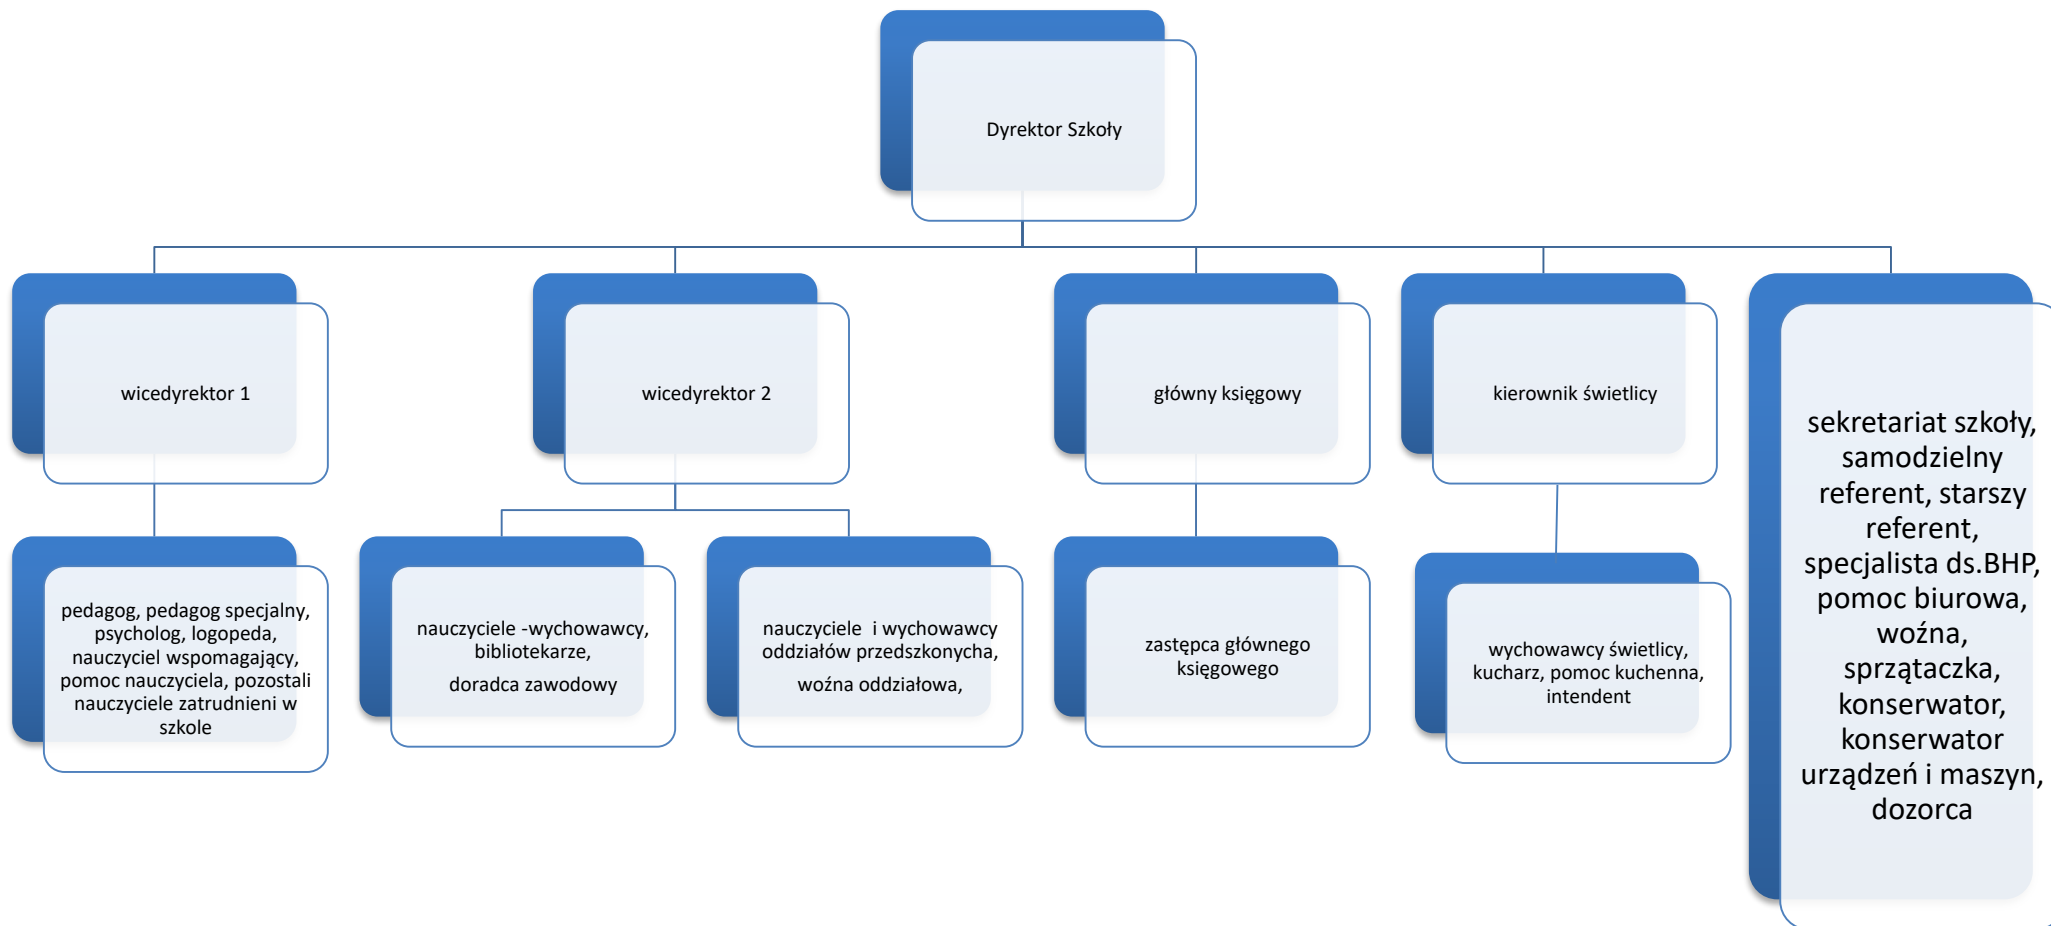 Dyrektor Szkoły
wicedyrektor 1
wicedyrektor 2
główny księgowy
kierownik świetlicy
sekretariat szkoły,
samodzielny
referent, starszy
referent,
specjalista ds.BHP,
pomoc biurowa,
woźna,
sprzątaczka,
konserwator,
konserwator
urządzeń i maszyn,
dozorca
pedagog, pedagog specjalny,
psycholog, logopeda,
nauczyciel wspomagający,
pomoc nauczyciela, pozostali
nauczyciele zatrudnieni w
szkole
nauczyciele -wychowawcy,
bibliotekarze,
doradca zawodowy
nauczyciele  i wychowawcy
oddziałów przedszkonycha,
woźna oddziałowa,
zastępca głównego
księgowego
wychowawcy świetlicy,
kucharz, pomoc kuchenna,
intendent